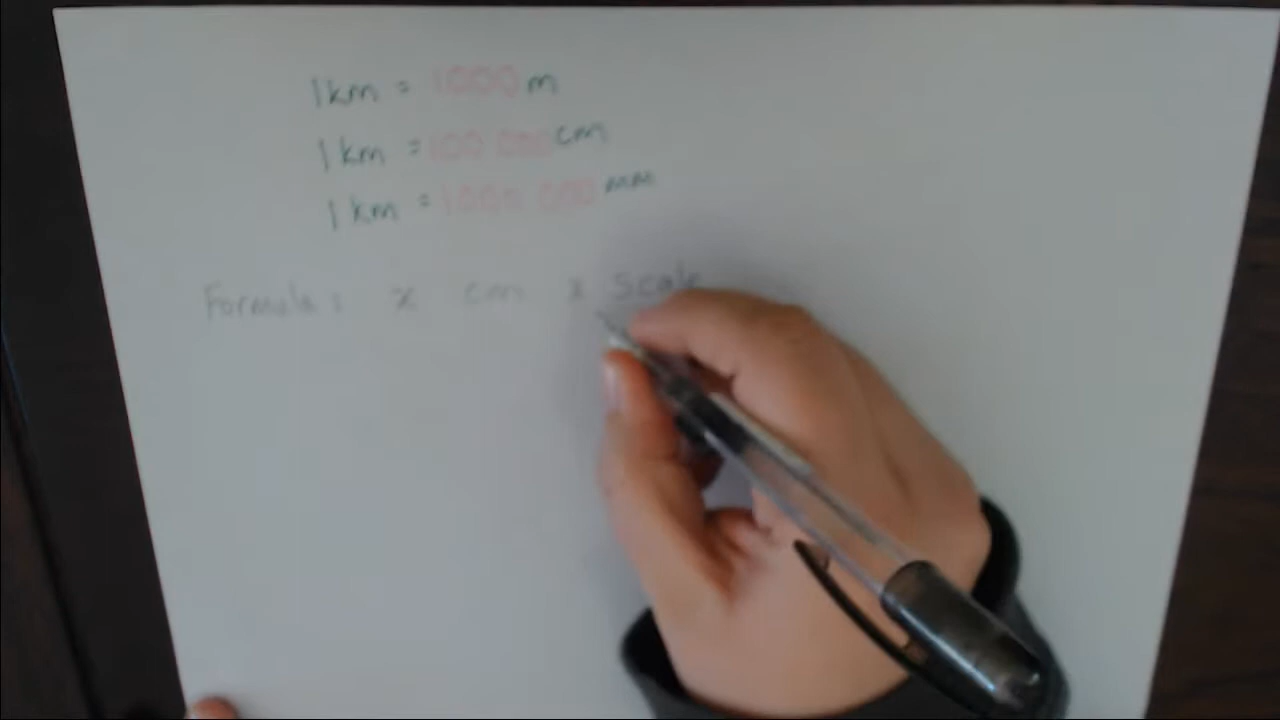 1km = 1000 m
1 km = 100 000 cm
1 km = 1000 000 mm
Formula: x cm x Scale